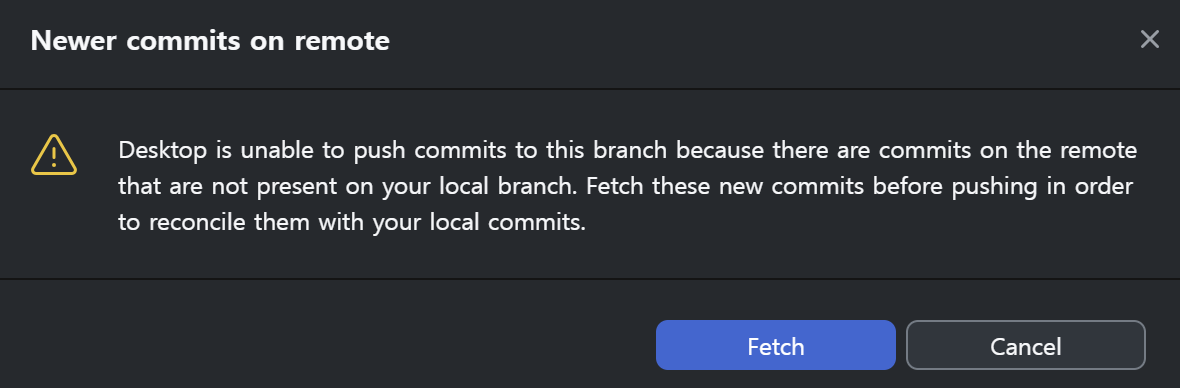 Newer commits on remote
Desktop is unable to push commits to this branch because there are commits on the remote
that are not present on your local branch. Fetch these new commits before pushing in order
to reconcile them with your local commits.
Fetch
Cancel